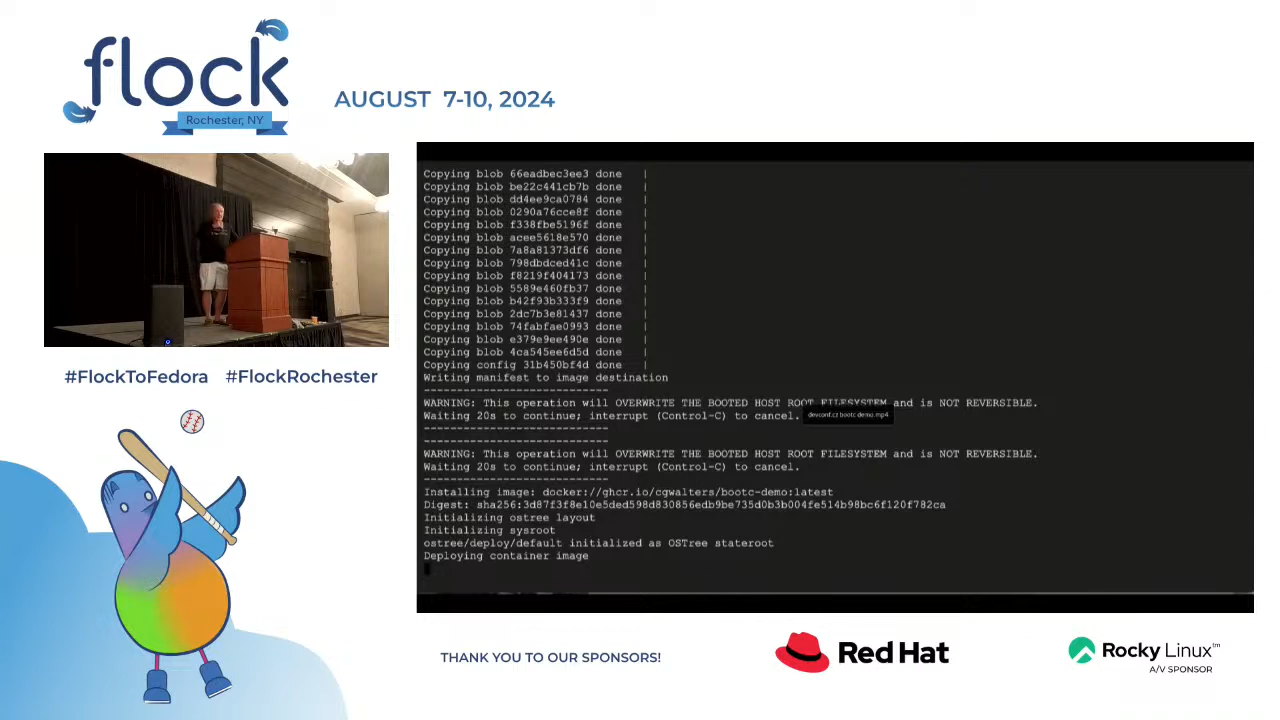 flock
Rochester, NY
AUGUST 7-10, 2024
Copying blob 66eadbec3ee3 done |
Copying blob be22c441cb7b done |
Copying blob dd4ee9ca0784 done |
Copying blob 0290a76cce8f done |
Copying blob f338fbe5196f done |
Copying blob acee5618e570 done |
Copying blob 7a8a81373df6 done |
Copying blob 798dbdced41c done |
Copying blob f8219f404173 done |
Copying blob 5589e460fb37 done |
Copying blob b42f93b333f9 done |
Copying blob 2dc7b3e81437 done |
Copying blob 74fabfae0993 done |
Copying blob e379e9ee490e done |
Copying blob 4ca545ee6d5d done |
Copying config 31b450bf4d done |
Writing manifest to image destination
----------------------------
WARNING: This operation will OVERWRITE THE BOOTED HOST ROOT FILESYSTEM and is NOT REVERSIBLE.
Waiting 20s to continue; interrupt (Control-C) to cancel.
devconf.cz bootc demo.mp4
----------------------------
----------------------------
WARNING: This operation will OVERWRITE THE BOOTED HOST ROOT FILESYSTEM and is NOT REVERSIBLE.
Waiting 20s to continue; interrupt (Control-C) to cancel.
----------------------------
Installing image: docker://ghcr.io/cgwalters/bootc-demo:latest
Digest: sha256:3d87f3f8e10e5ded598d830856edb9be735d0b3b004fe514b98bc6f120f782ca
Initializing ostree layout
Initializing sysroot
ostree/deploy/default initialized as OSTree stateroot
Deploying container image
#FlockToFedora #FlockRochester
THANK YOU TO OUR SPONSORS!
Red Hat
Rocky Linux™
A/V SPONSOR